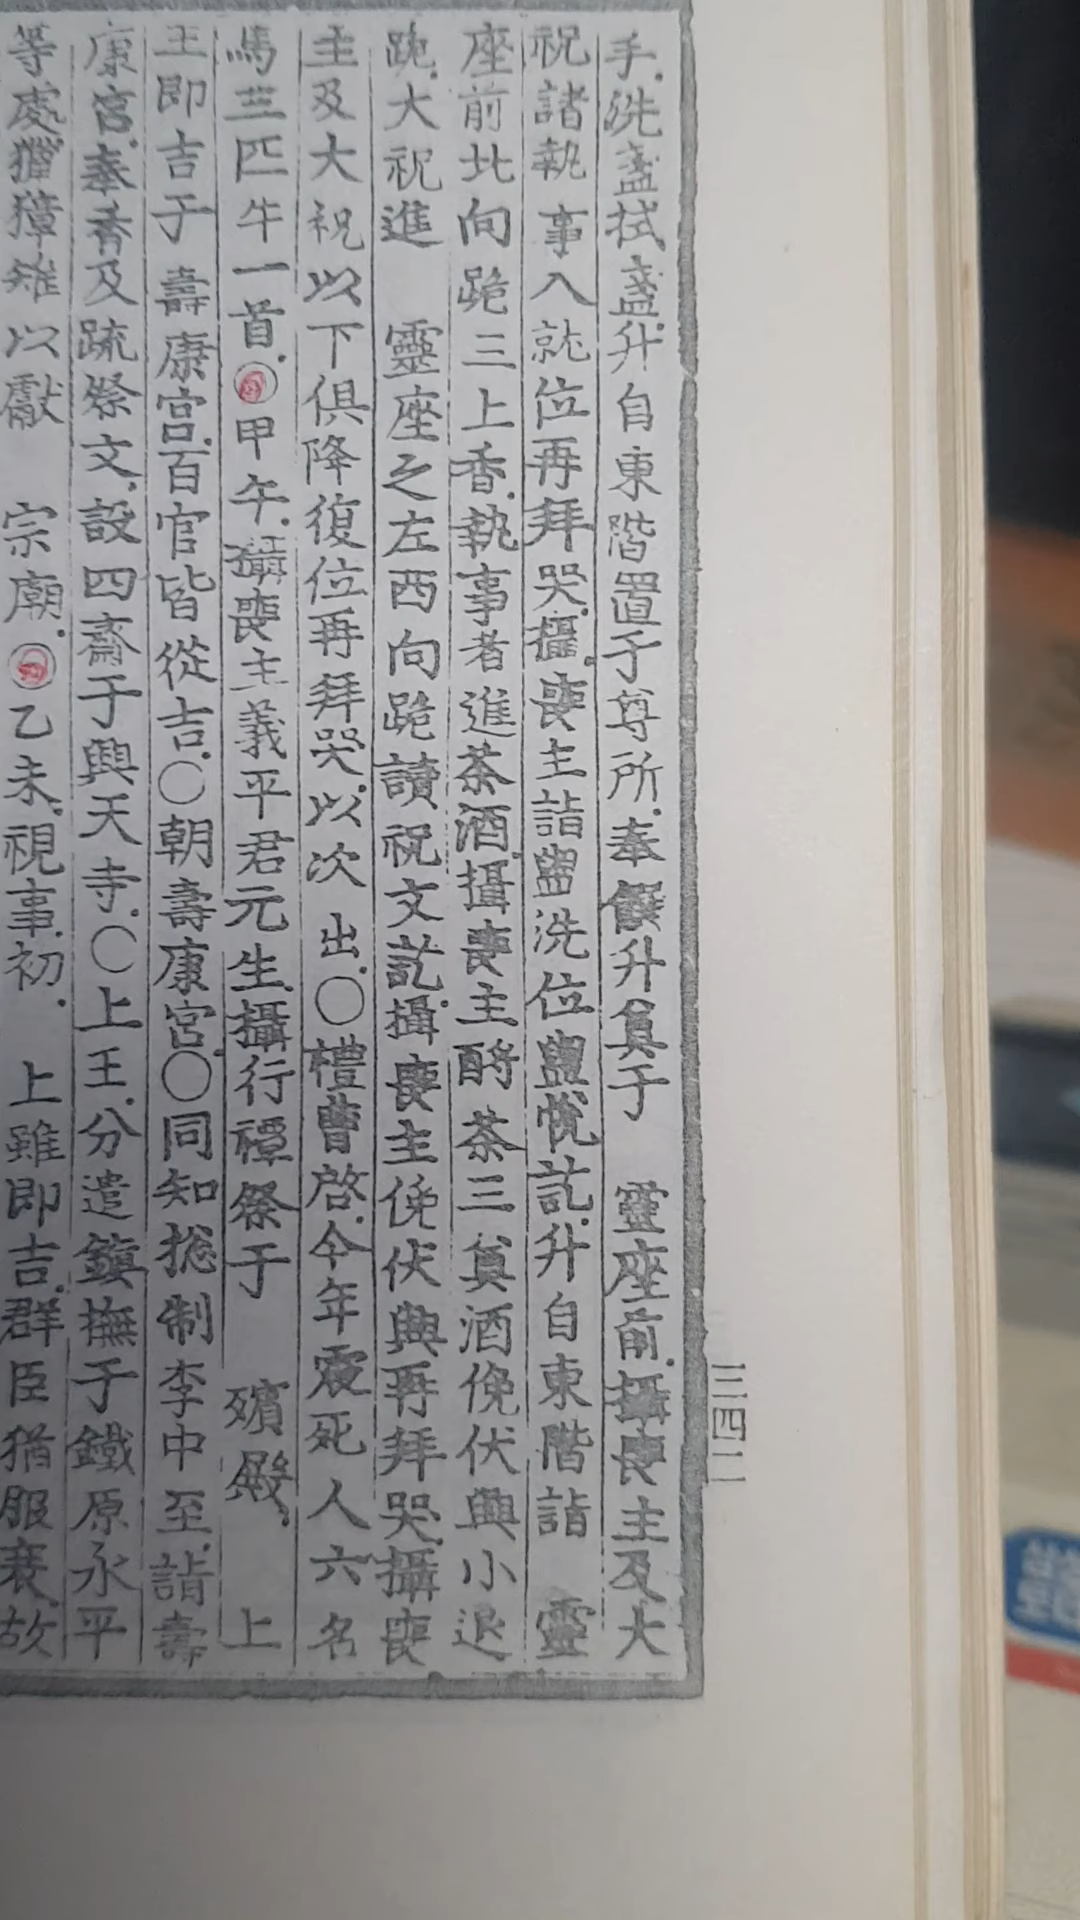 手洗盞拭盞升自東階置于尊所奉饌升奠于 靈座前攝喪主及大
祝諸執事入就位再拜哭攝喪主詣盥洗位盥帨訖升自東階詣 靈
座前北向跪三上香執事者進茶酒攝喪主酹茶三奠酒俛伏興小退
跪大祝進 靈座之左西向跪讀祝文訖攝喪主俛伏興再拜哭攝喪
主及大祝以下俱降復位再拜哭以次出○禮曹啓今年震死人六名
馬三匹牛一首○甲午攝喪主義平君元生攝行禫祭于 殯殿 上
王即吉于 壽康宮百官皆從吉○朝壽康宮○同知摠制李中至詣壽
康宮奉香及疏祭文設四齋于興天寺○上王分遣鎭撫于鐵原永平
等處獵獐雉以獻 宗廟○乙未視事初 上雖即吉群臣猶服衰故
三四二